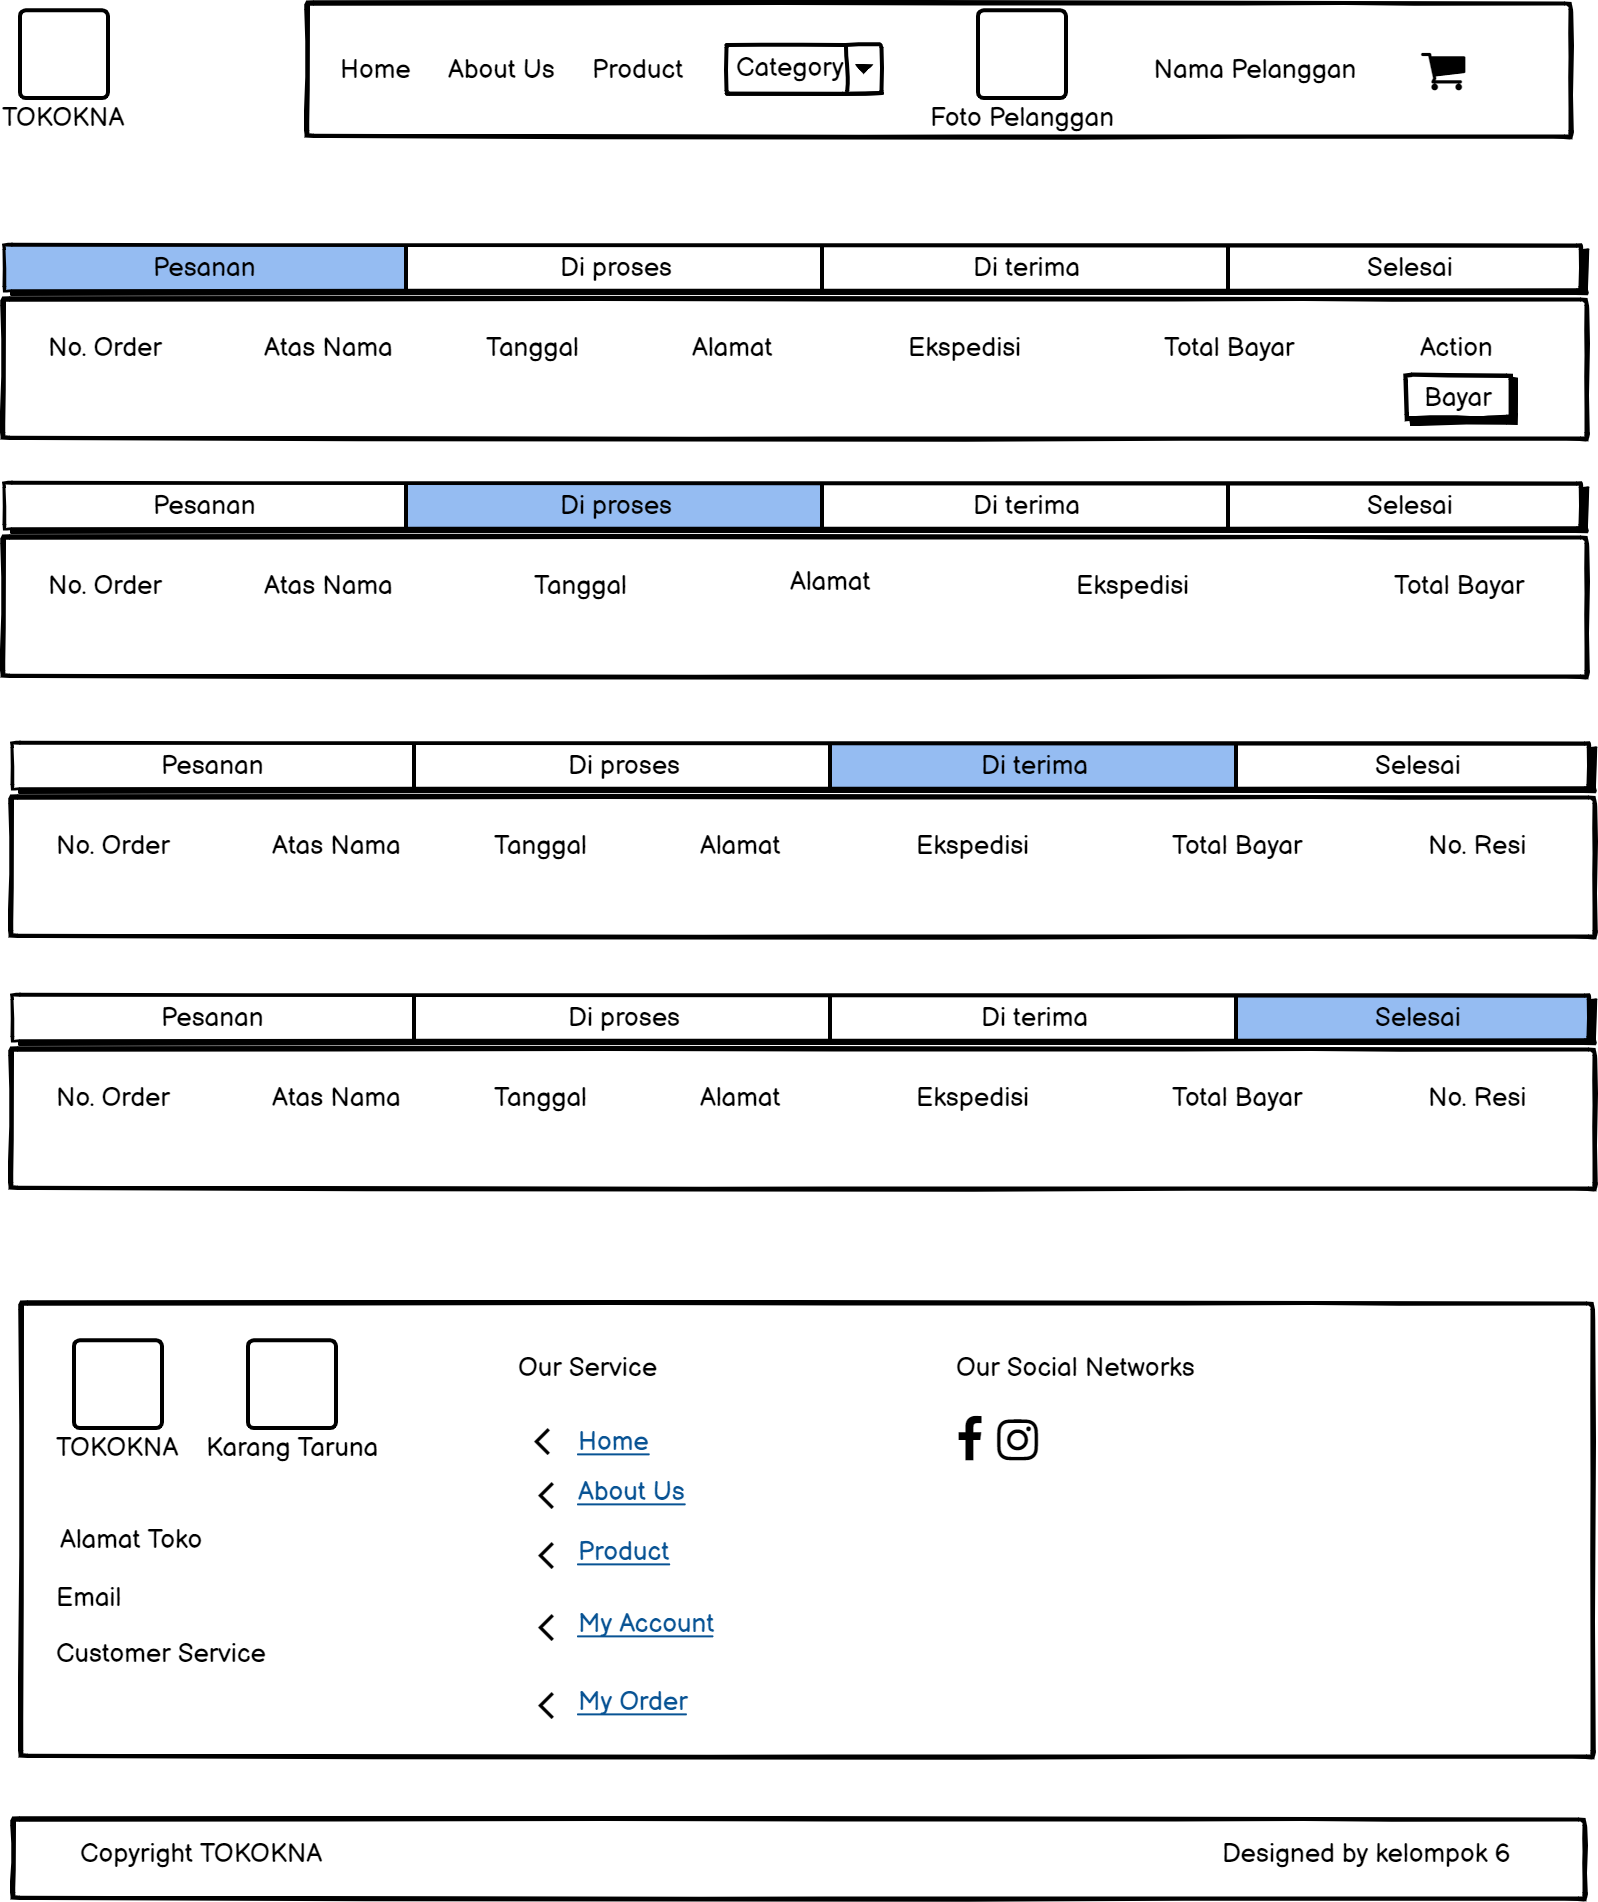 TOKOKNA
Home About Us Product Category Foto Pelanggan Nama Pelanggan
Pesanan Di proses Di terima Selesai
No. Order Atas Nama Tanggal Alamat Ekspedisi Total Bayar Action
Bayar
Pesanan Di proses Di terima Selesai
No. Order Atas Nama Tanggal Alamat Ekspedisi Total Bayar
Pesanan Di proses Di terima Selesai
No. Order Atas Nama Tanggal Alamat Ekspedisi Total Bayar No. Resi
Pesanan Di proses Di terima Selesai
No. Order Atas Nama Tanggal Alamat Ekspedisi Total Bayar No. Resi
TOKOKNA Karang Taruna
Alamat Toko
Email
Customer Service
Our Service
Home
About Us
Product
My Account
My Order
Our Social Networks
Copyright TOKOKNA Designed by kelompok 6